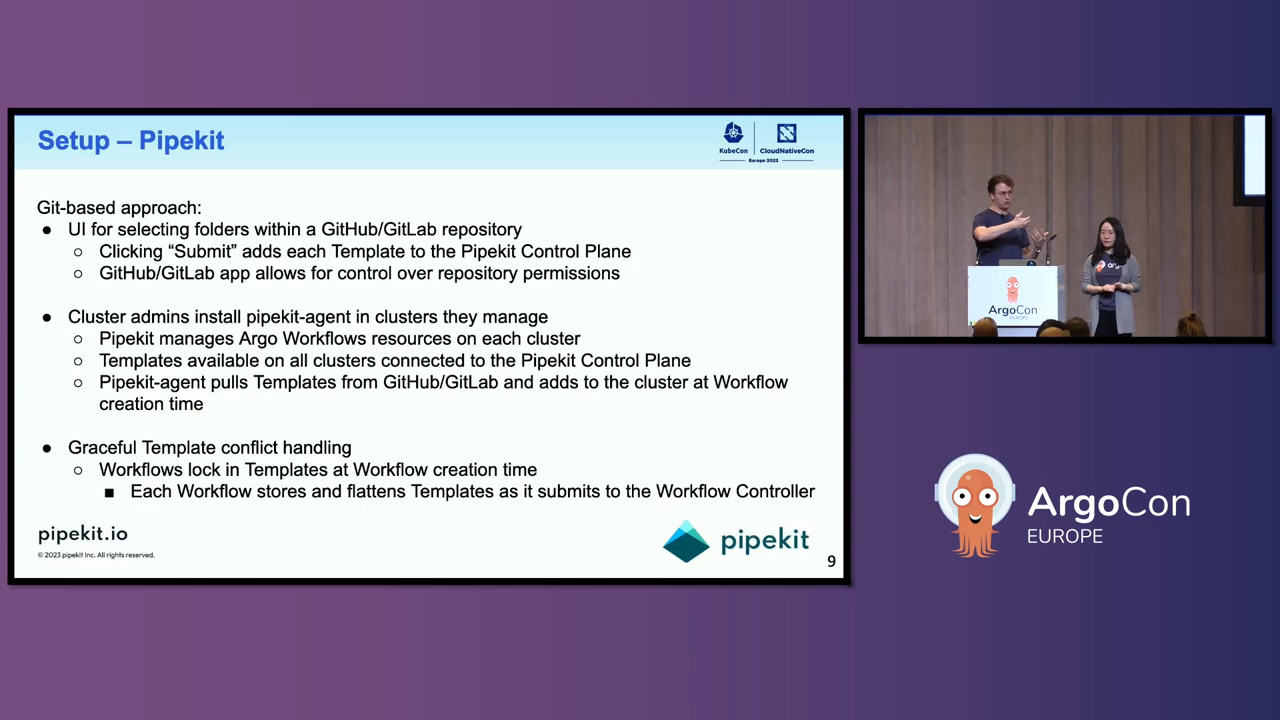 Setup – Pipekit
KubeCon
CloudNativeCon
Europe 2023
Git-based approach:
● UI for selecting folders within a GitHub/GitLab repository
○ Clicking “Submit” adds each Template to the Pipekit Control Plane
○ GitHub/GitLab app allows for control over repository permissions
● Cluster admins install pipekit-agent in clusters they manage
○ Pipekit manages Argo Workflows resources on each cluster
○ Templates available on all clusters connected to the Pipekit Control Plane
○ Pipekit-agent pulls Templates from GitHub/GitLab and adds to the cluster at Workflow
creation time
● Graceful Template conflict handling
○ Workflows lock in Templates at Workflow creation time
■ Each Workflow stores and flattens Templates as it submits to the Workflow Controller
pipekit.io
© 2023 pipekit Inc. All rights reserved.
pipekit
9
ArgoCon
EUROPE
ArgoCon
EUROPE